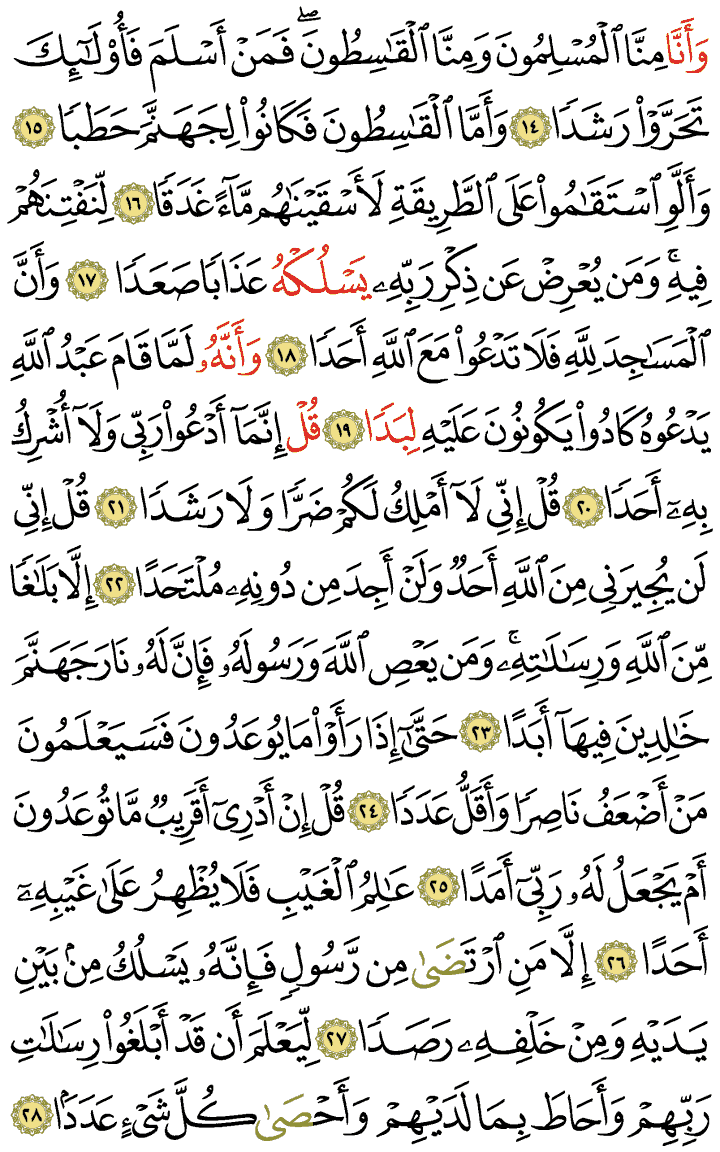 وَأَنَّا مِنَّا ٱلْمُسْلِمُونَ وَمِنَّا ٱلْقَٰسِطُونَۖ فَمَنْ أَسْلَمَ فَأُوْلَٰٓئِكَ
تَحَرَّوْاْ رَشَدٗا ١٤ وَأَمَّا ٱلْقَٰسِطُونَ فَكَانُواْ لِجَهَنَّمَ حَطَبٗا ١٥
وَأَلَّوِ ٱسْتَقَٰمُواْ عَلَى ٱلطَّرِيقَةِ لَأَسْقَيْنَٰهُم مَّآءً غَدَقٗا ١٦ لِّنَفْتِنَهُمْ
فِيهِۚ وَمَن يُعْرِضْ عَن ذِكْرِ رَبِّهِۦ يَسْلُكْهُ عَذَابٗا صَعَدٗا ١٧ وَأَنَّ
ٱلْمَسَٰجِدَ لِلَّهِ فَلَا تَدْعُواْ مَعَ ٱللَّهِ أَحَدٗا ١٨ وَأَنَّهُۥ لَمَّا قَامَ عَبْدُ ٱللَّهِ
يَدْعُوهُ كَادُواْ يَكُونُونَ عَلَيْهِ لِبَدٗا ١٩ قُلْ إِنَّمَآ أَدْعُواْ رَبِّي وَلَآ أُشْرِكُ
بِهِۦٓ أَحَدٗا ٢٠ قُلْ إِنِّي لَآ أَمْلِكُ لَكُمْ ضَرّٗا وَلَا رَشَدٗا ٢١ قُلْ إِنِّي
لَن يُجِيرَنِي مِنَ ٱللَّهِ أَحَدٞ وَلَنْ أَجِدَ مِن دُونِهِۦ مُلْتَحَدًا ٢٢ إِلَّا بَلَٰغٗا
مِّنَ ٱللَّهِ وَرِسَٰلَٰتِهِۦۚ وَمَن يَعْصِ ٱللَّهَ وَرَسُولَهُۥ فَإِنَّ لَهُۥ نَارَ جَهَنَّمَ
خَٰلِدِينَ فِيهَآ أَبَدًا ٢٣ حَتَّىٰٓ إِذَا رَأَوْاْ مَا يُوعَدُونَ فَسَيَعْلَمُونَ
مَنْ أَضْعَفُ نَاصِرٗا وَأَقَلُّ عَدَدٗا ٢٤ قُلْ إِنْ أَدْرِيٓ أَقَرِيبٞ مَّا تُوعَدُونَ
أَمْ يَجْعَلُ لَهُۥ رَبِّيٓ أَمَدًا ٢٥ عَٰلِمُ ٱلْغَيْبِ فَلَا يُظْهِرُ عَلَىٰ غَيْبِهِۦٓ
أَحَدًا ٢٦ إِلَّا مَنِ ٱرْتَضَىٰ مِن رَّسُولٖ فَإِنَّهُۥ يَسْلُكُ مِنۢ بَيْنِ
يَدَيْهِ وَمِنْ خَلْفِهِۦ رَصَدٗا ٢٧ لِّيَعْلَمَ أَن قَدْ أَبْلَغُواْ رِسَٰلَٰتِ
رَبِّهِمْ وَأَحَاطَ بِمَا لَدَيْهِمْ وَأَحْصَىٰ كُلَّ شَيْءٍ عَدَدَۢا ٢٨